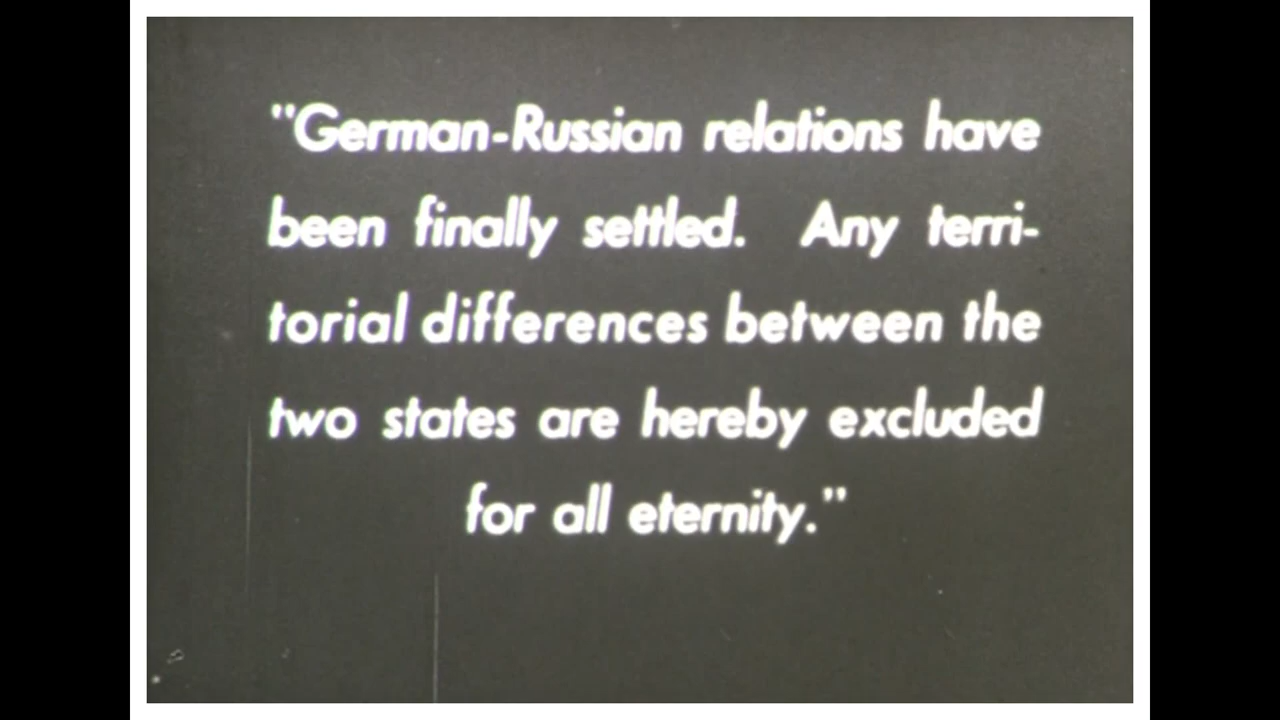 "German-Russian relations have
been finally settled. Any terri-
torial differences between the
two states are hereby excluded
for all eternity."